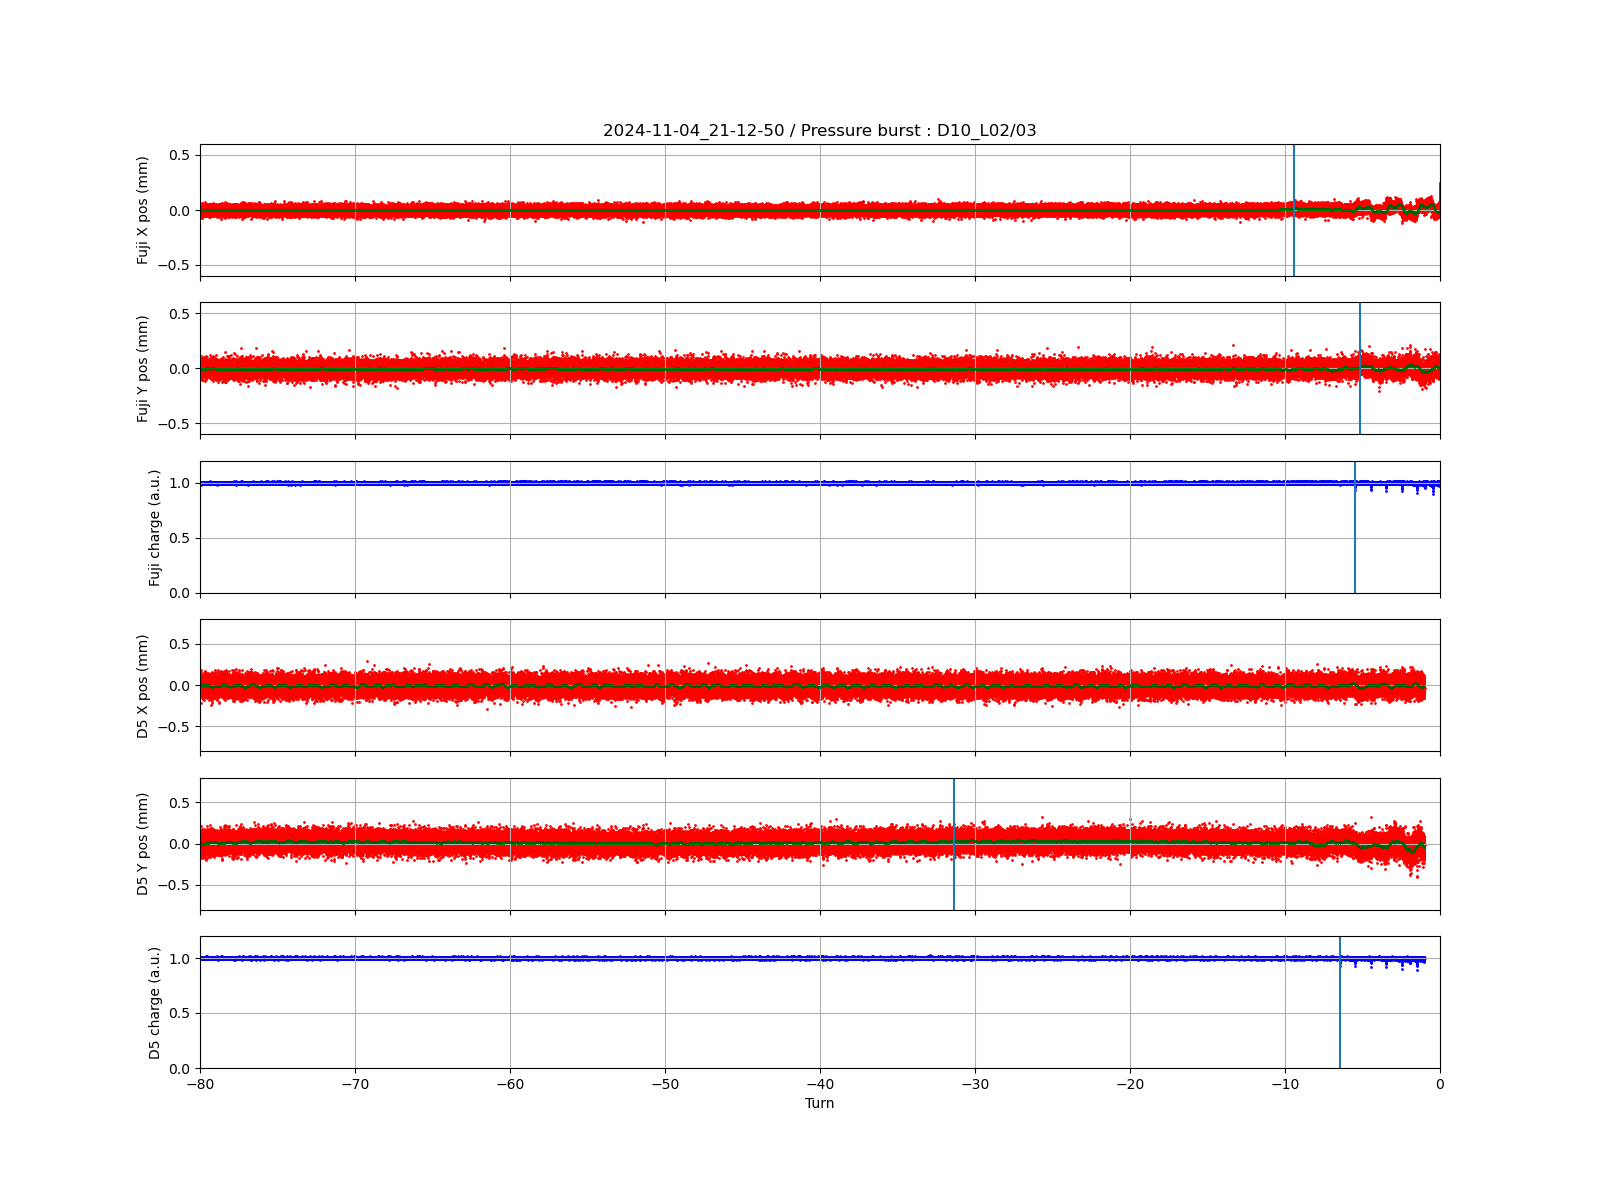 2024-11-04_21-12-50 / Pressure burst : D10_L02/03
Fuji X pos (mm)
0.5
0.0
−0.5
Fuji Y pos (mm)
0.5
0.0
−0.5
Fuji charge (a.u.)
1.0
0.5
0.0
D5 X pos (mm)
0.5
0.0
−0.5
D5 Y pos (mm)
0.5
0.0
−0.5
D5 charge (a.u.)
1.0
0.5
0.0
−80 −70 −60 −50 −40 −30 −20 −10 0
Turn